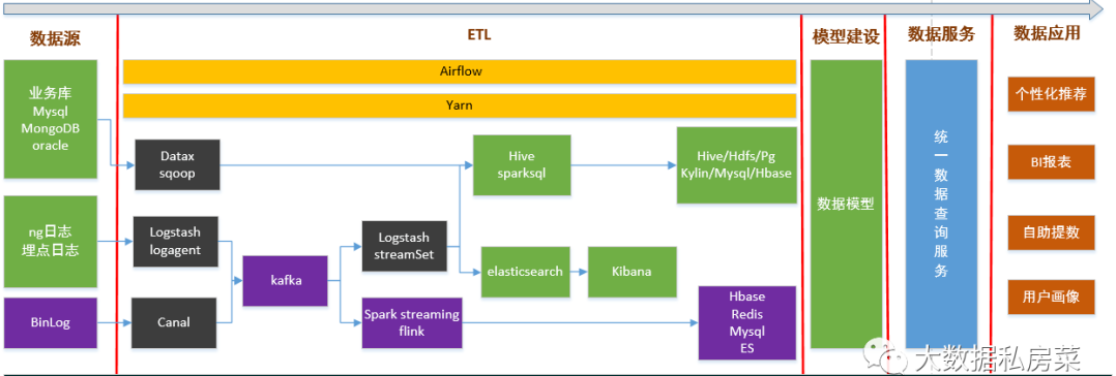 数据源
ETL
模型建设
数据服务
数据应用
Airflow
Yarn
业务库
Mysql
MongoDB
oracle
Datax
sqoop
Hive
sparksql
Hive/Hdfs/Pg
Kylin/Mysql/Hbase
ng日志
埋点日志
Logstash
logagent
kafka
Logstash
streamSet
elasticsearch
Kibana
BinLog
Canal
Spark streaming
flink
Hbase
Redis
Mysql
ES
数据模型
统一数据查询服务
个性化推荐
BI报表
自助提数
用户画像
大数据私房菜